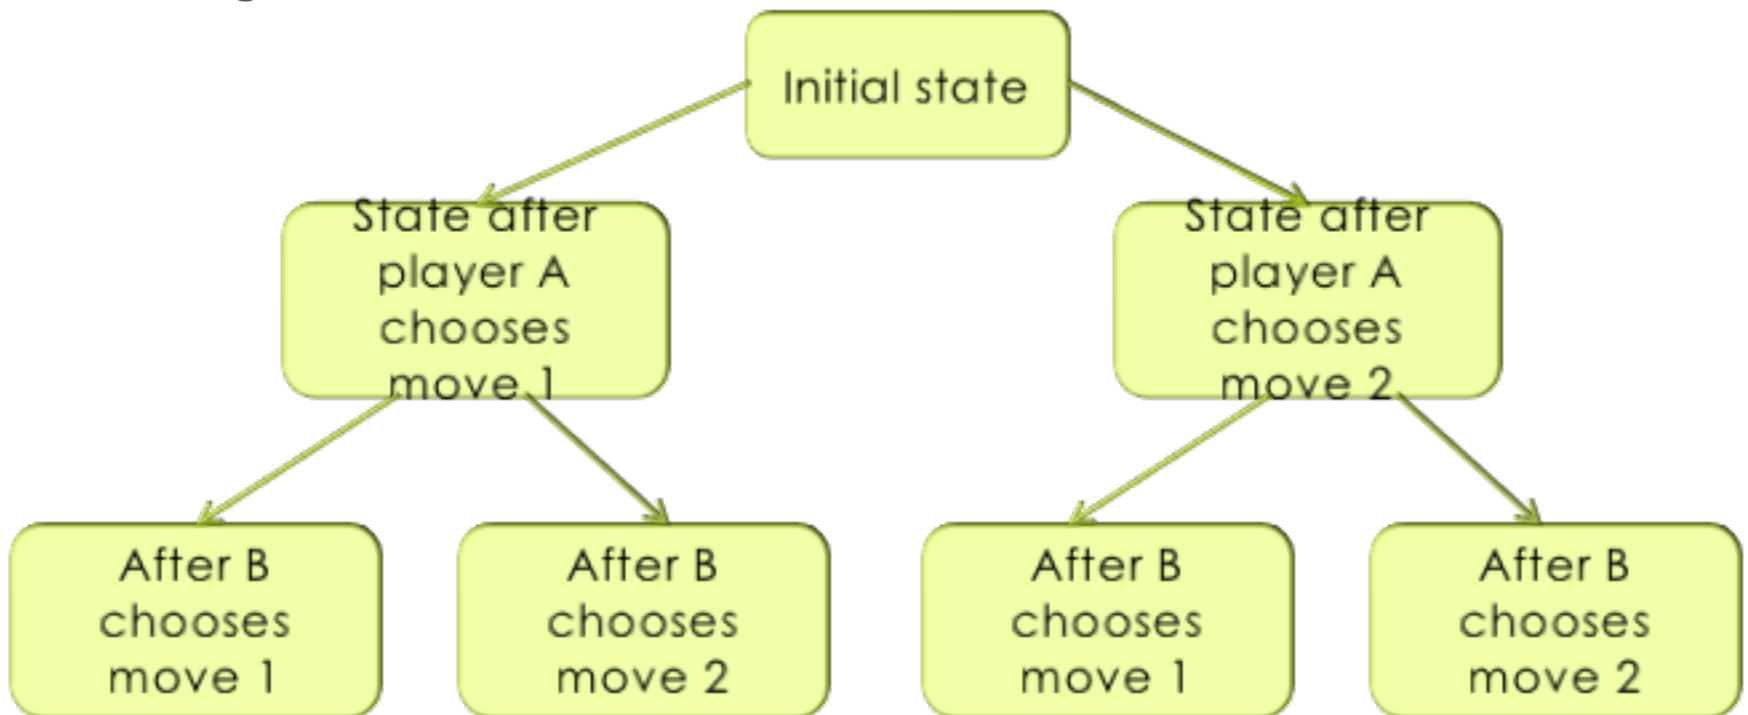 Initial state
State after
player A
chooses
move 1
State after
player A
chooses
move 2
After B
chooses
move 1
After B
chooses
move 2
After B
chooses
move 1
After B
chooses
move 2